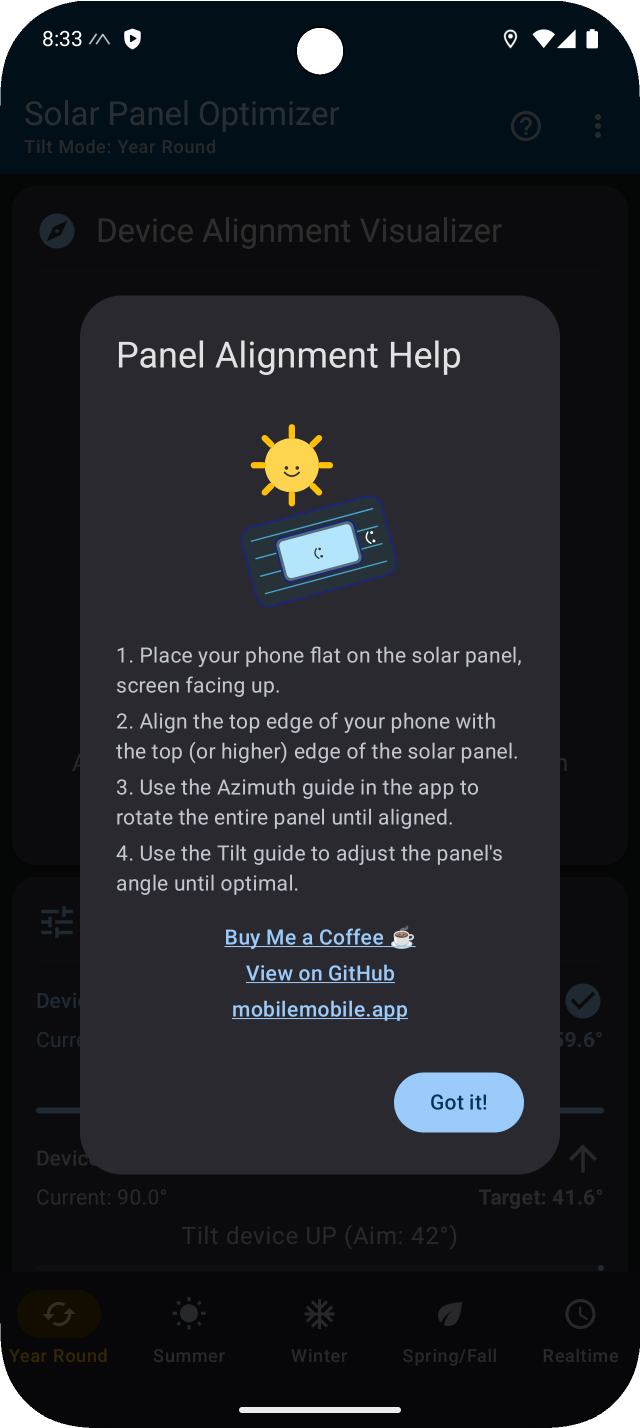 8:33
Solar Panel Optimizer
Tilt Mode: Year Round
Device Alignment Visualizer
Panel Alignment Help
1. Place your phone flat on the solar panel,
screen facing up.
2. Align the top edge of your phone with
the top (or higher) edge of the solar panel.
3. Use the Azimuth guide in the app to
rotate the entire panel until aligned.
4. Use the Tilt guide to adjust the panel's
angle until optimal.
Buy Me a Coffee ☕
View on GitHub
mobilemobile.app
Got it!
59.6°
Current: 90.0°
Target: 41.6°
Tilt device UP (Aim: 42°)
Year Round
Summer
Winter
Spring/Fall
Realtime